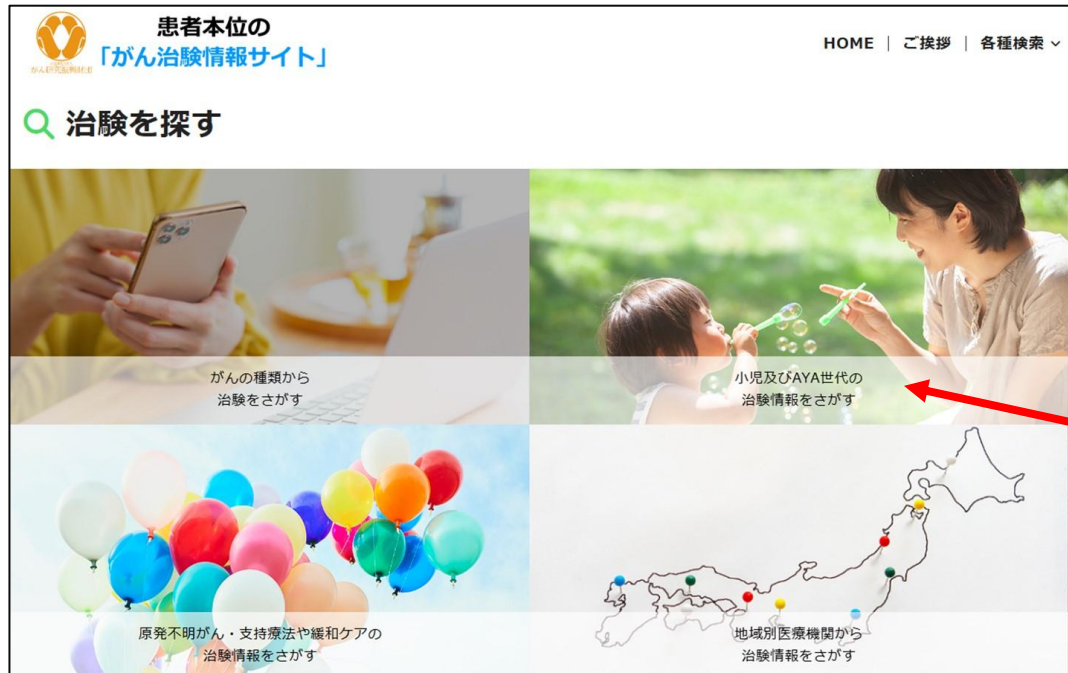 患者本位の
「がん治験情報サイト」
HOME | ご挨拶 | 各種検索
治験を探す
がんの種類から
治験をさがす
小児及びAYA世代の
治験情報をさがす
原発不明がん・支持療法や緩和ケアの
治験情報をさがす
地域別医療機関から
治験情報をさがす